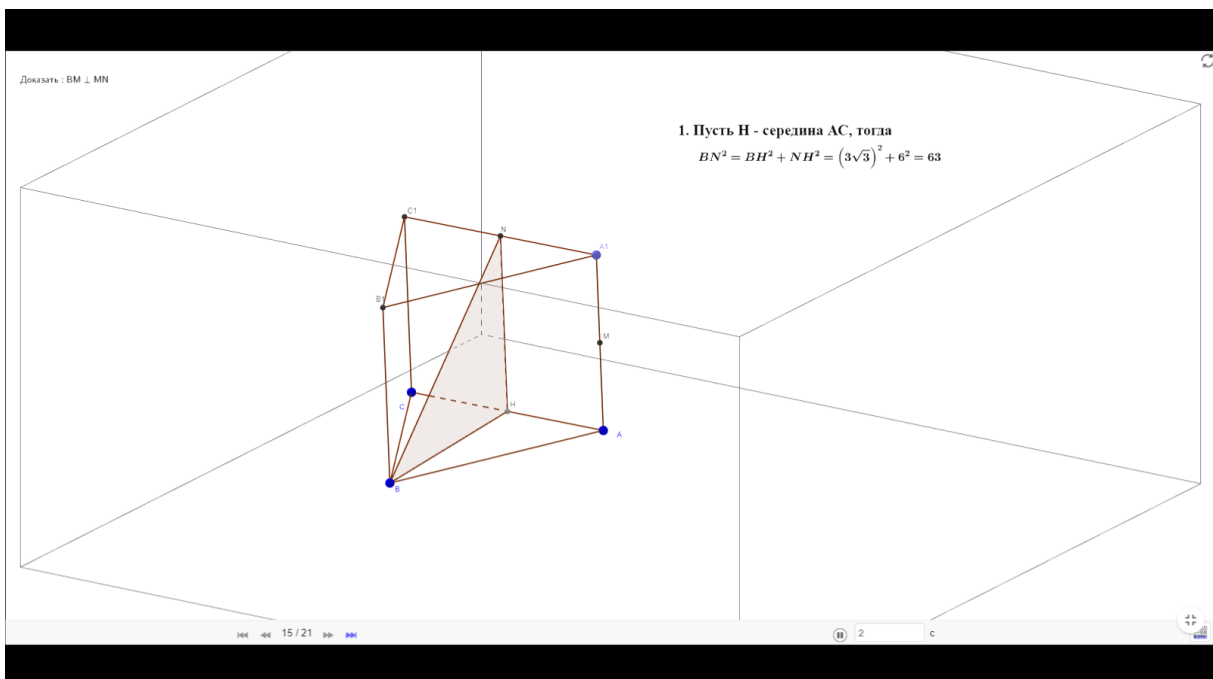 Доказать : BM ⊥ MN
1. Пусть H - середина AC, тогда
BN² = BH² + NH² = (3√3)² + 6² = 63
C1
N
A1
B1
M
C
H
A
B
15 / 21
2 с